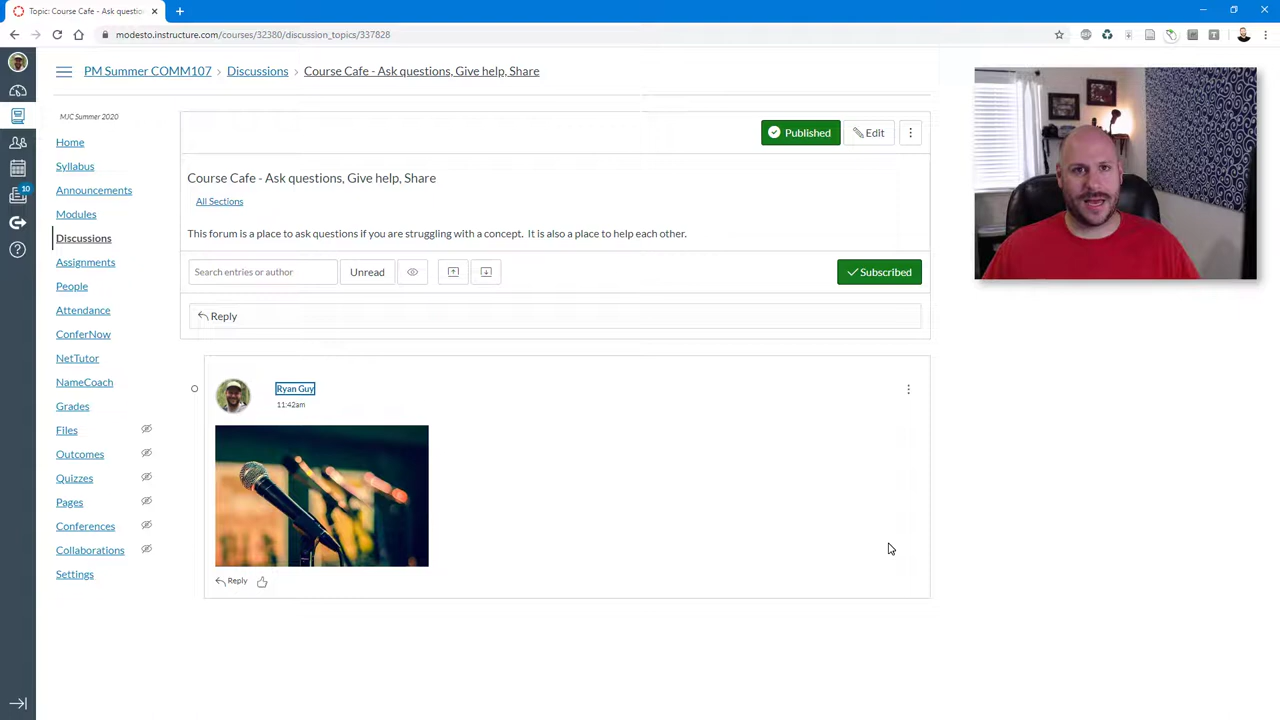 Topic: Course Cafe - Ask questio
modesto.instructure.com/courses/32380/discussion_topics/337828
PM Summer COMM107 > Discussions > Course Cafe - Ask questions, Give help, Share
MJC Summer 2020
Home
Syllabus
Announcements
Modules
Discussions
Assignments
People
Attendance
ConferNow
NetTutor
NameCoach
Grades
Files
Outcomes
Quizzes
Pages
Conferences
Collaborations
Settings
10
Published
Edit
Course Cafe - Ask questions, Give help, Share
All Sections
This forum is a place to ask questions if you are struggling with a concept. It is also a place to help each other.
Search entries or author
Unread
Subscribed
Reply
Ryan Guy
11:42am
Reply